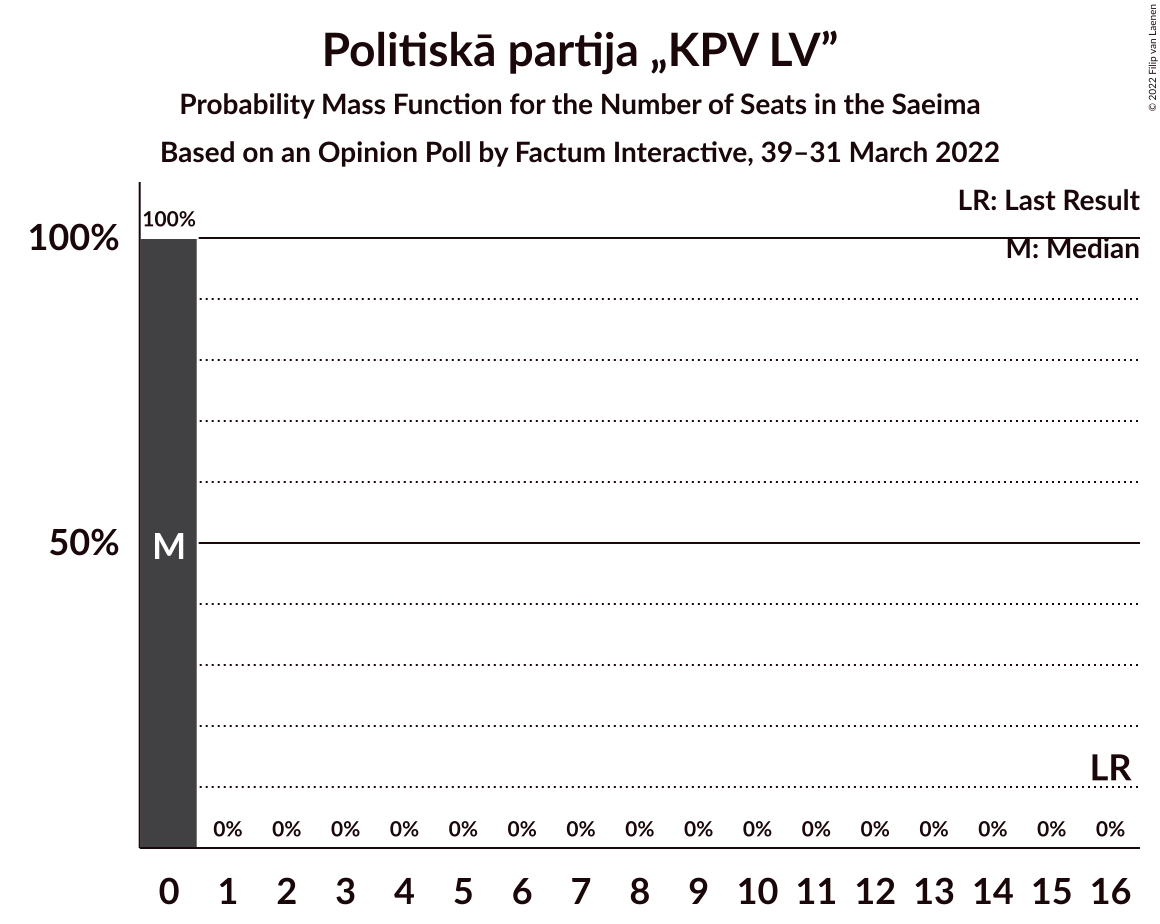 Politiskā partija „KPV LV”
Probability Mass Function for the Number of Seats in the Saeima
Based on an Opinion Poll by Factum Interactive, 39–31 March 2022
© 2022 Filip van Laenen
LR: Last Result
M: Median
100%
100%
50%
M
LR
0% 0% 0% 0% 0% 0% 0% 0% 0% 0% 0% 0% 0% 0% 0% 0%
0 1 2 3 4 5 6 7 8 9 10 11 12 13 14 15 16